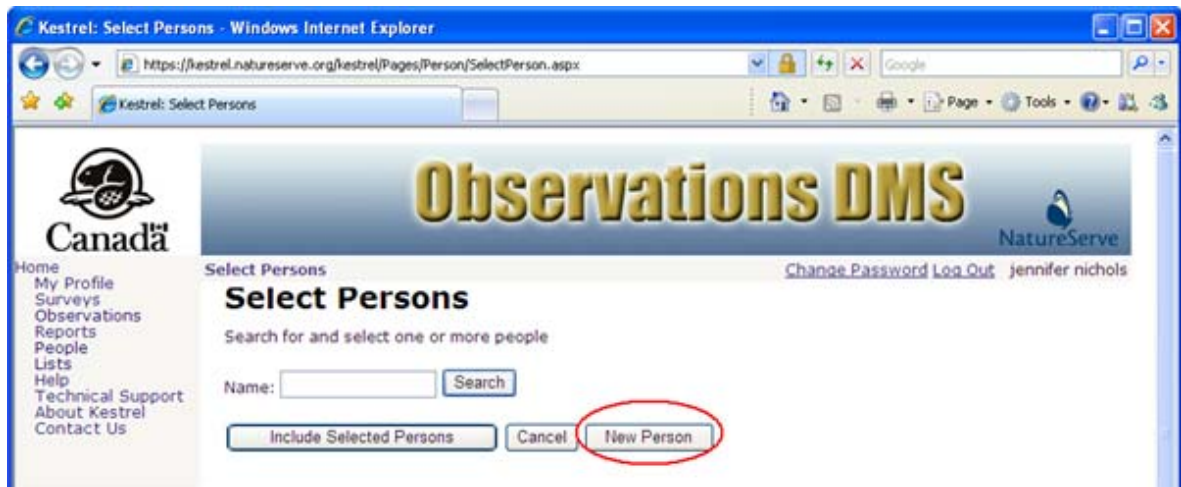 Kestrel: Select Persons - Windows Internet Explorer
https://kestrel.natureserve.org/kestrel/Pages/Person/SelectPerson.aspx
Google
Kestrel: Select Persons
Page
Tools
Canada
Observations DMS
NatureServe
Home
My Profile
Surveys
Observations
Reports
People
Lists
Help
Technical Support
About Kestrel
Contact Us
Select Persons
Change Password Log Out jennifer nichols
Select Persons
Search for and select one or more people
Name: Search
Include Selected Persons Cancel New Person